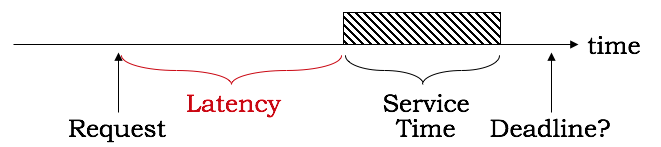 time
Latency
Service
Time
Request
Deadline?